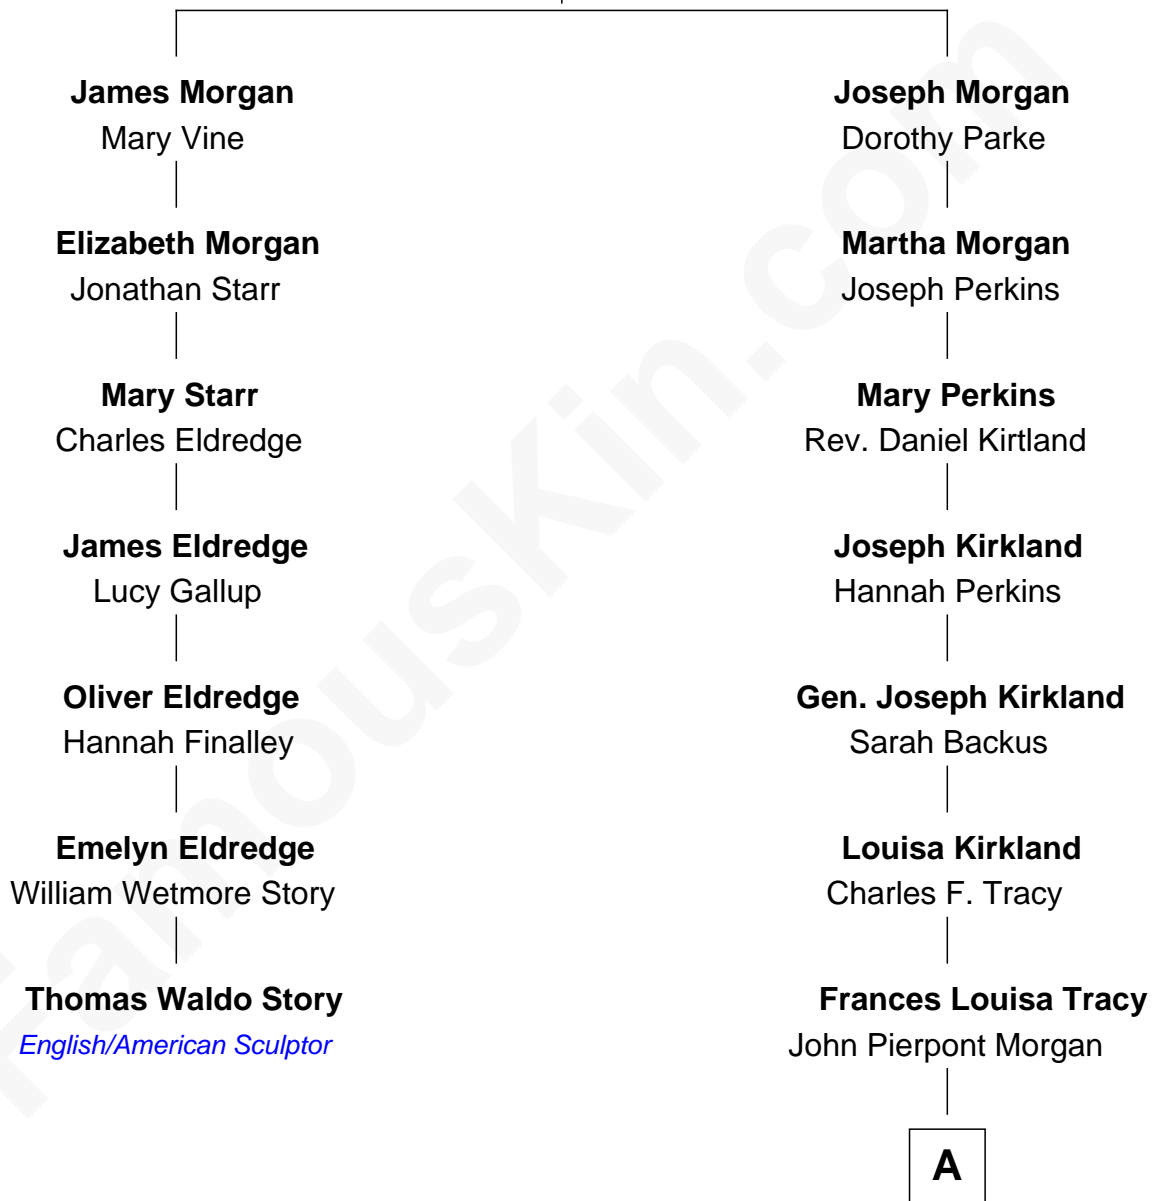 James Morgan
Mary Vine
Joseph Morgan
Dorothy Parke
Elizabeth Morgan
Jonathan Starr
Martha Morgan
Joseph Perkins
Mary Starr
Charles Eldredge
Mary Perkins
Rev. Daniel Kirtland
James Eldredge
Lucy Gallup
Joseph Kirkland
Hannah Perkins
Oliver Eldredge
Hannah Finalley
Gen. Joseph Kirkland
Sarah Backus
Emelyn Eldredge
William Wetmore Story
Louisa Kirkland
Charles F. Tracy
Thomas Waldo Story
English/American Sculptor
Frances Louisa Tracy
John Pierpont Morgan
A
FamousKin.com